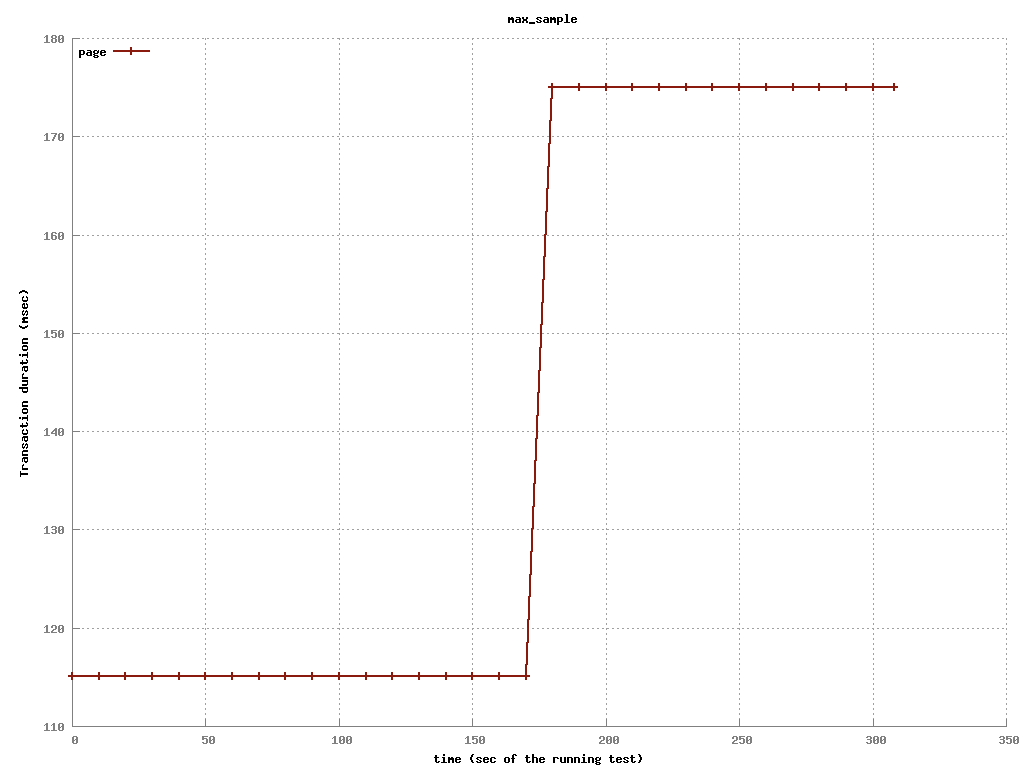 max_sample
180
page
170
160
150
140
130
120
110
Transaction duration (msec)
0 50 100 150 200 250 300 350
time (sec of the running test)